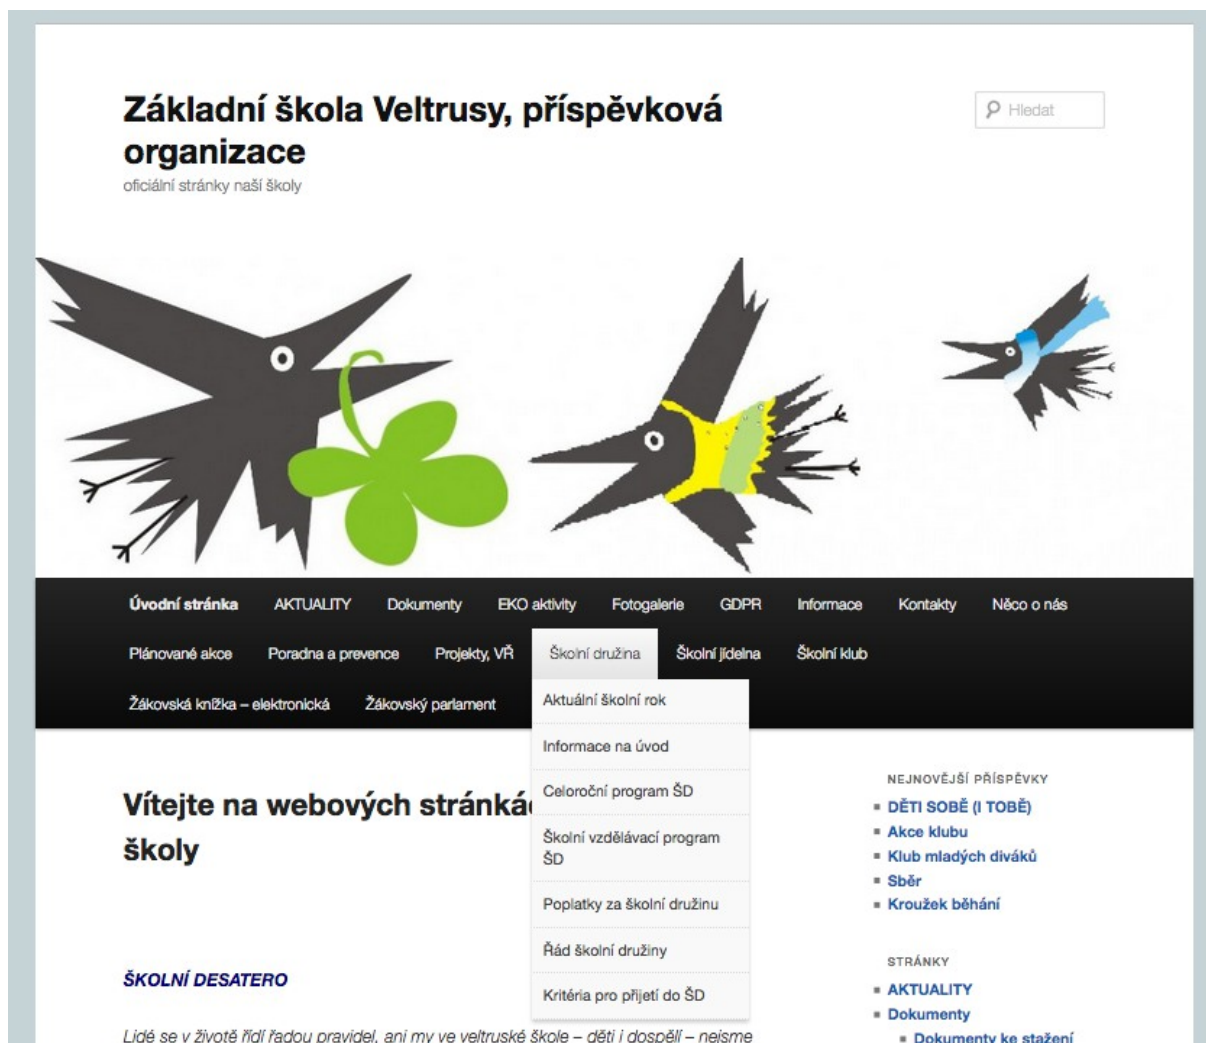 Základní škola Veltrusy, příspěvková
organizace
oficiální stránky naší školy
Hledat
Úvodní stránka AKTUALITY Dokumenty EKO aktivity Fotogalerie GDPR Informace Kontakty Něco o nás
Plánované akce Poradna a prevence Projekty, VŘ Školní družina Školní jídelna Školní klub
Žákovská knížka – elektronická Žákovský parlament
Aktuální školní rok
Informace na úvod
Celoroční program ŠD
Školní vzdělávací program
ŠD
Poplatky za školní družinu
Řád školní družiny
Kritéria pro přijetí do ŠD
Vítejte na webových
školy
ŠKOLNÍ DESATERO
Lidé se v životě řídí řadou pravidel, ani my ve veltruské škole – děti i dospělí – nejsme
NEJNOVĚJŠÍ PŘÍSPĚVKY
DĚTI SOBĚ (I TOBĚ)
Akce klubu
Klub mladých diváků
Sběr
Kroužek běhání
STRÁNKY
AKTUALITY
Dokumenty
Dokumenty ke stažení